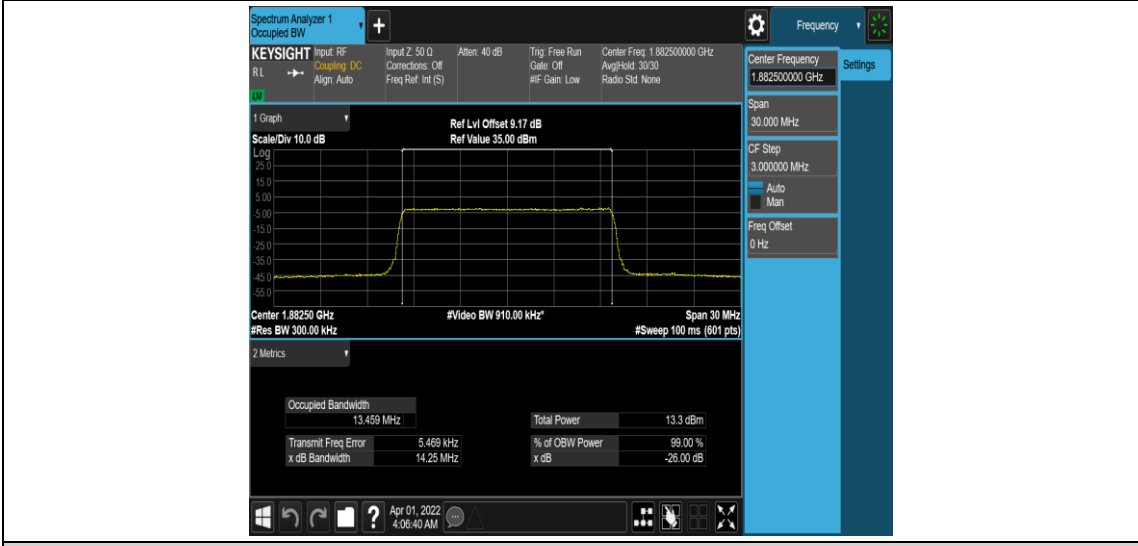 Spectrum Analyzer 1
Occupied BW
+
Frequency
KEYSIGHT
RL
LXI
Input: RF
Coupling: DC
Align: Auto
Input Z: 50 Ω
Corrections: Off
Freq Ref: Int (S)
Atten: 40 dB
Trig: Free Run
Gate: Off
#IF Gain: Low
Center Freq: 1.882500000 GHz
Avg|Hold: 30/30
Radio Std: None
Center Frequency
1.882500000 GHz
Settings
Span
30.000 MHz
CF Step
3.000000 MHz
Auto
Man
Freq Offset
0 Hz
1 Graph
Scale/Div 10.0 dB
Ref Lvl Offset 9.17 dB
Ref Value 35.00 dBm
Log
25.0
15.0
5.00
-5.00
-15.0
-25.0
-35.0
-45.0
-55.0
Center 1.88250 GHz
#Res BW 300.00 kHz
#Video BW 910.00 kHz*
Span 30 MHz
#Sweep 100 ms (601 pts)
2 Metrics
Occupied Bandwidth
13.459 MHz
Transmit Freq Error 5.469 kHz
x dB Bandwidth 14.25 MHz
Total Power 13.3 dBm
% of OBW Power 99.00 %
x dB -26.00 dB
?
Apr 01, 2022
4:06:40 AM